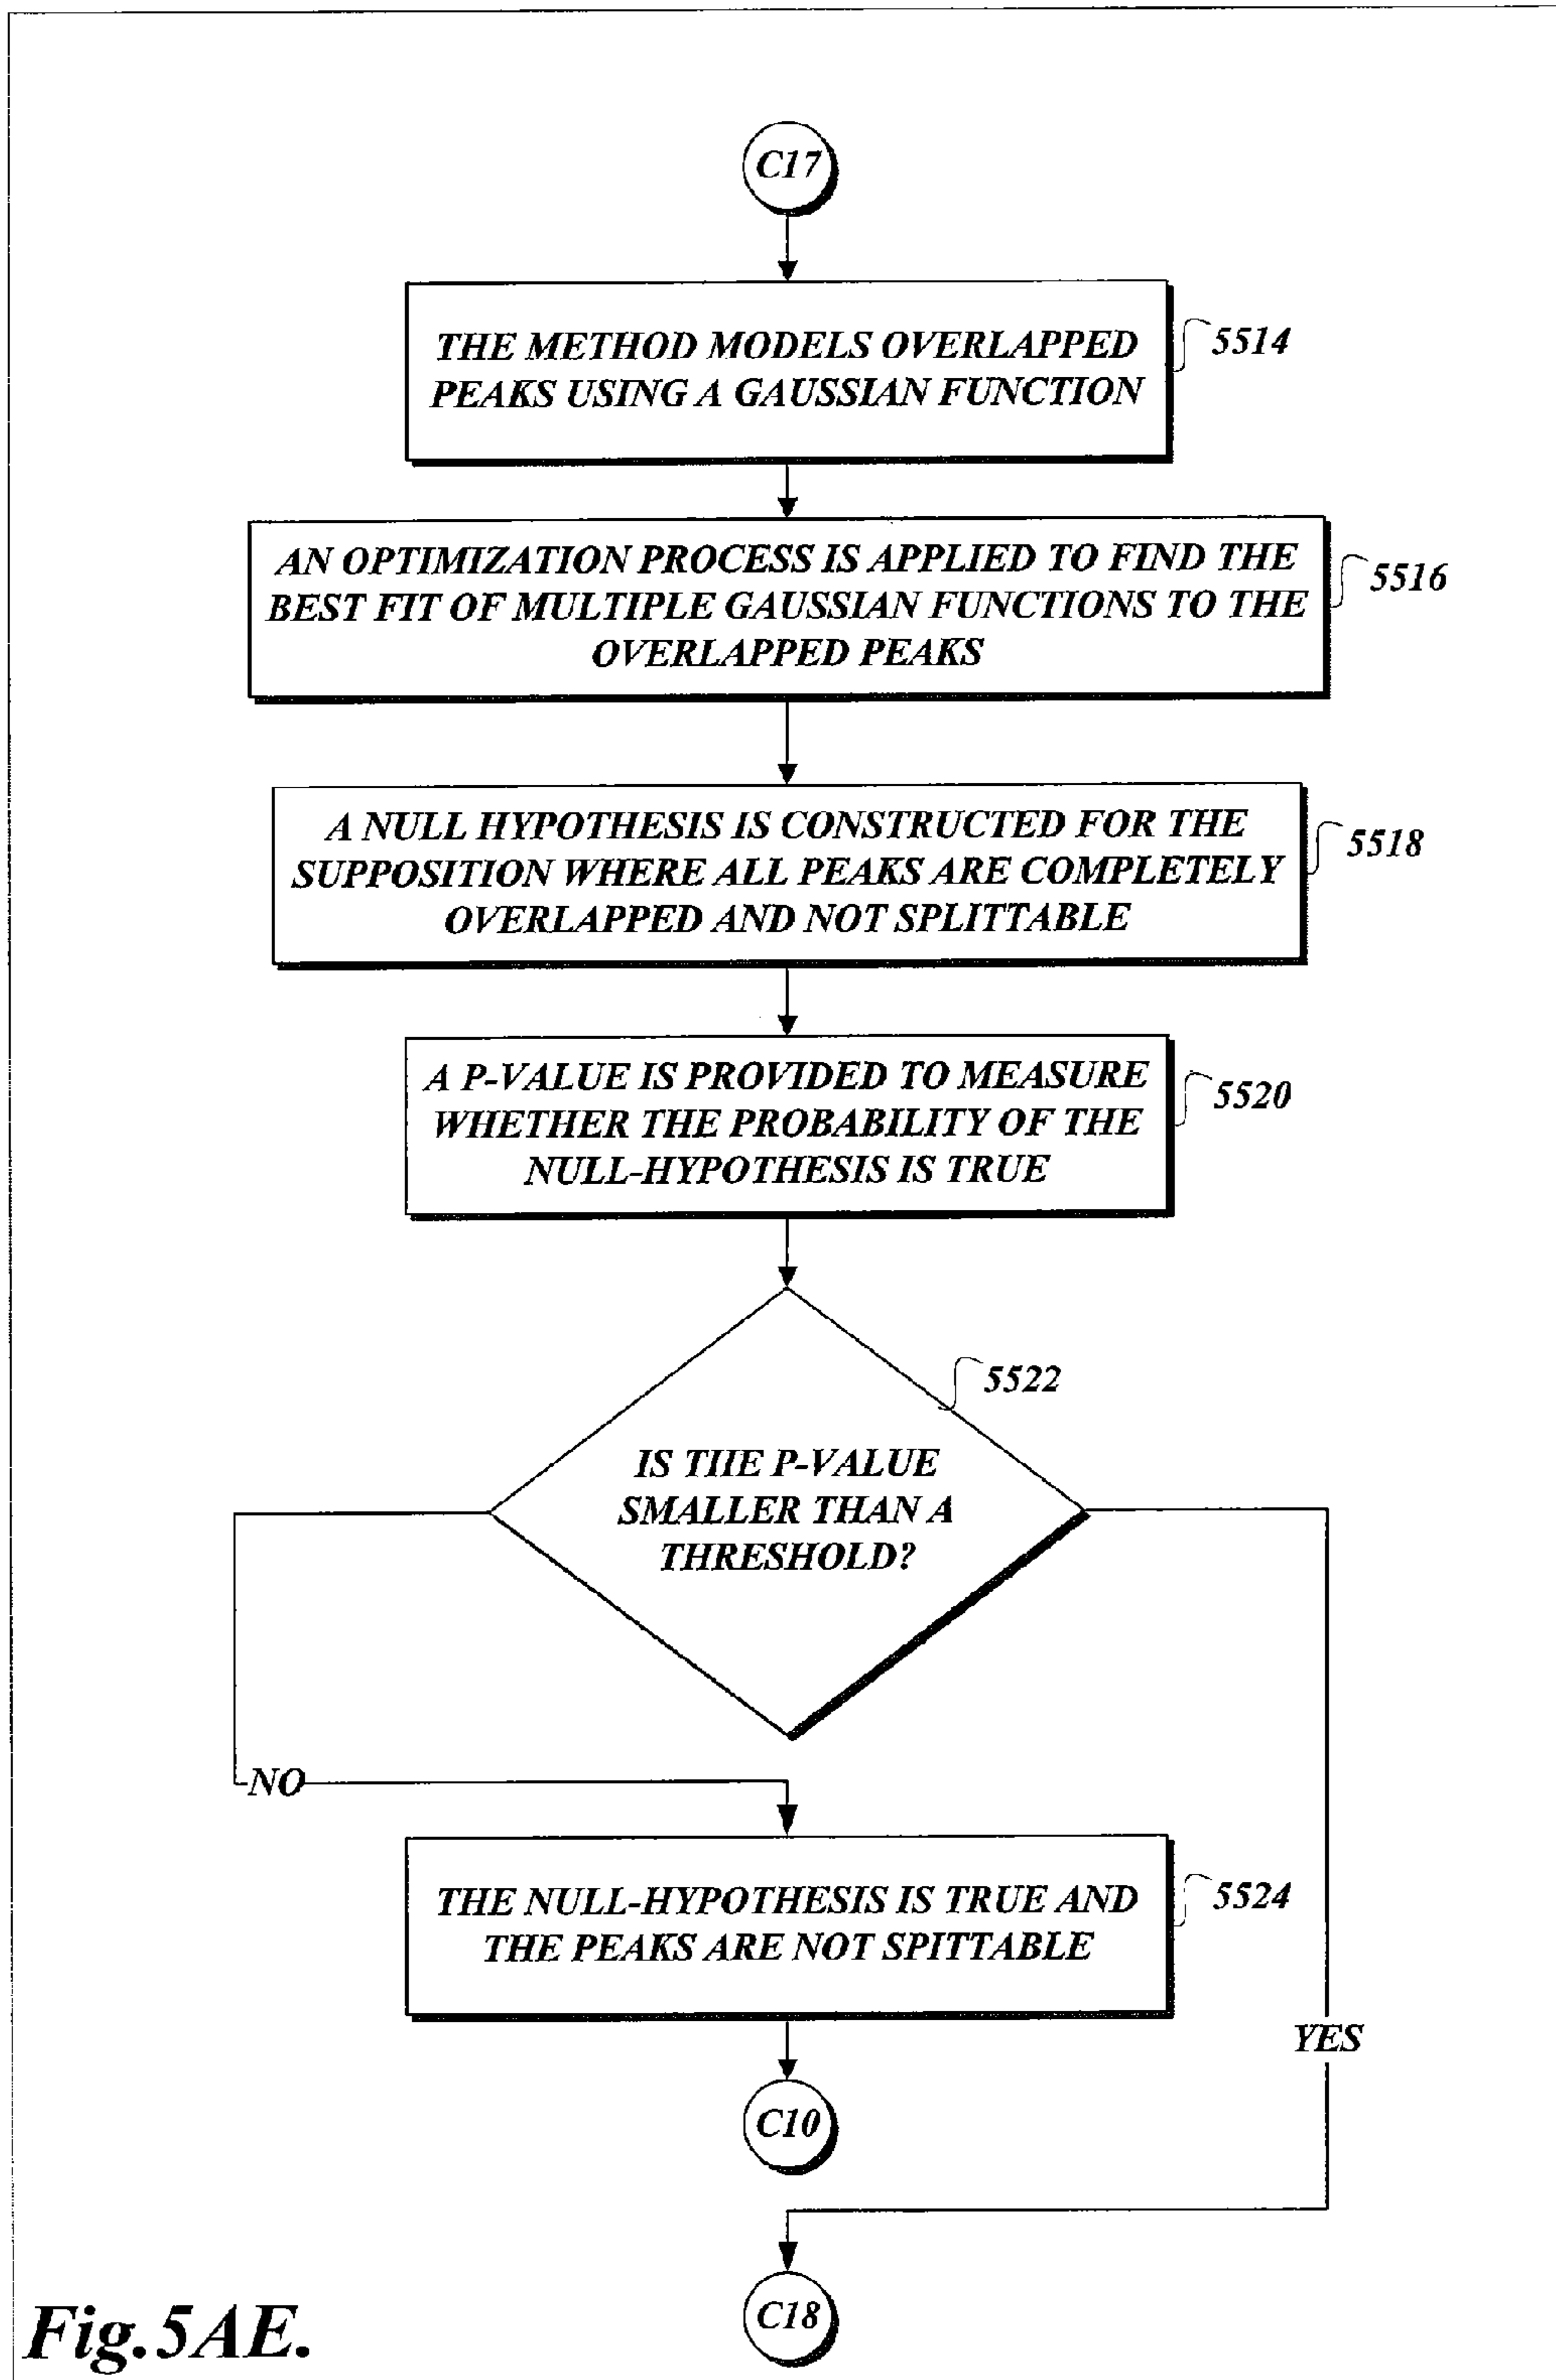 C17
THE METHOD MODELS OVERLAPPED
PEAKS USING A GAUSSIAN FUNCTION
5514
AN OPTIMIZATION PROCESS IS APPLIED TO FIND THE
BEST FIT OF MULTIPLE GAUSSIAN FUNCTIONS TO THE
OVERLAPPED PEAKS
5516
A NULL HYPOTHESIS IS CONSTRUCTED FOR THE
SUPPOSITION WHERE ALL PEAKS ARE COMPLETELY
OVERLAPPED AND NOT SPLITTABLE
5518
A P-VALUE IS PROVIDED TO MEASURE
WHETHER THE PROBABILITY OF THE
NULL-HYPOTHESIS IS TRUE
5520
5522
IS THE P-VALUE
SMALLER THAN A
THRESHOLD?
NO
THE NULL-HYPOTHESIS IS TRUE AND
THE PEAKS ARE NOT SPITTABLE
5524
YES
C10
C18
Fig.5AE.